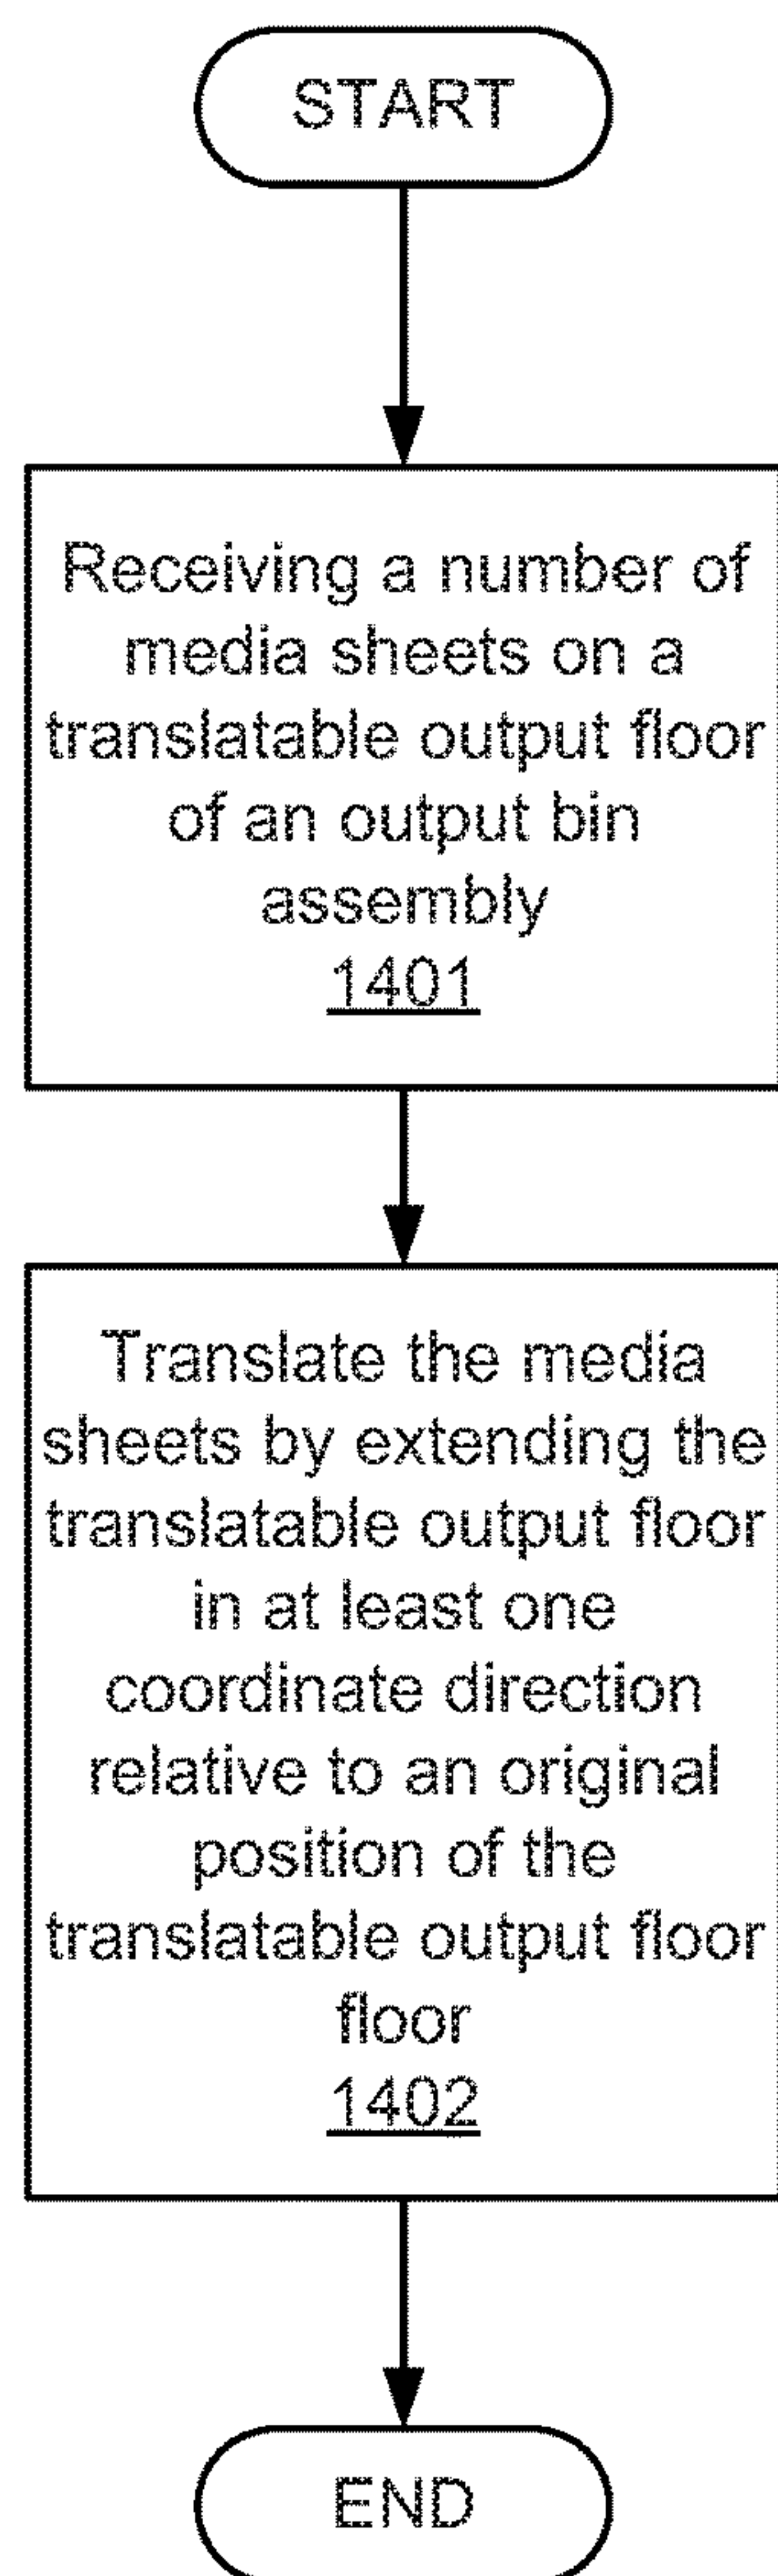 START
Receiving a number of
media sheets on a
translatable output floor
of an output bin
assembly
1401
Translate the media
sheets by extending the
translatable output floor
in at least one
coordinate direction
relative to an original
position of the
translatable output floor
floor
1402
END